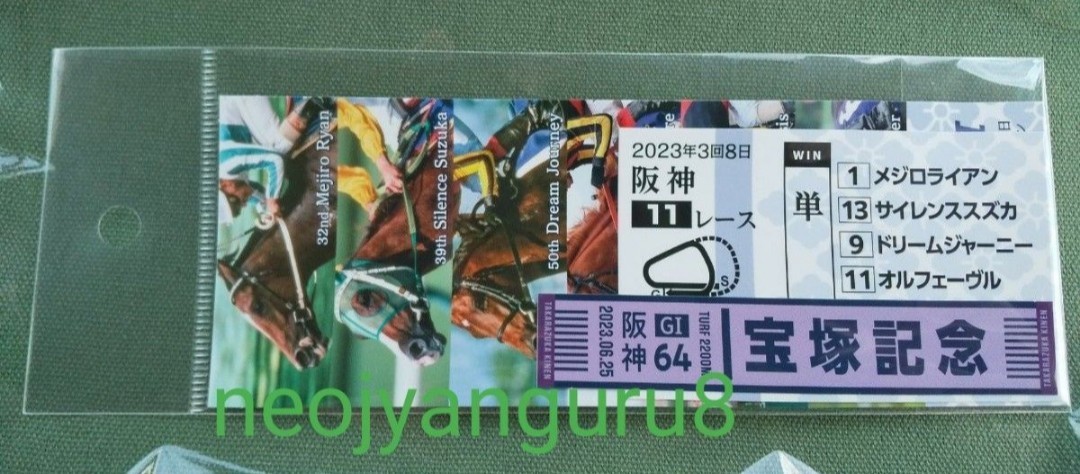 32nd Mejiro Ryan
39th Silence Suzuka
50th Dream Journey
2023年3回8日
阪神
11 レース
WIN
単
1 メジロライアン
13 サイレンススズカ
9 ドリームジャーニー
11 オルフェーヴル
TAKARAZUKA KINEN
2023.06.25
阪神
GI
64
TURF 2200M
宝塚記念
TAKARAZUKA KINEN
neojyanguru8